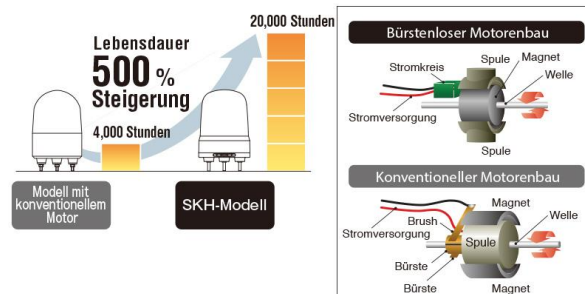 20,000 Stunden
Lebensdauer
500 %
Steigerung
4,000 Stunden
Modell mit
konventionellem
Motor
SKH-Modell
Bürstenloser Motorenbau
Spule
Magnet
Stromkreis
Welle
Stromversorgung
Spule
Konventioneller Motorenbau
Magnet
Welle
Brush
Stromversorgung
Spule
Bürste
Bürste
Magnet